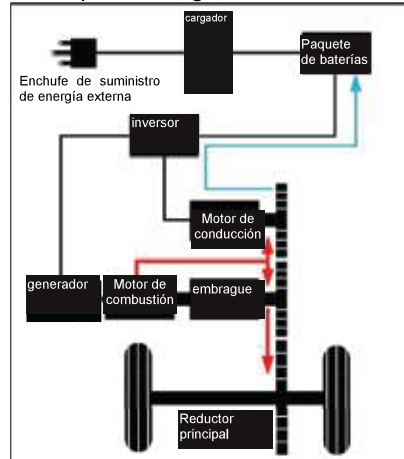 cargador
Paquete
de baterías
Enchufe de suministro
de energía externa
inversor
Motor de
conducción
generador
Motor de
combustión
embrague
Reductor
principal